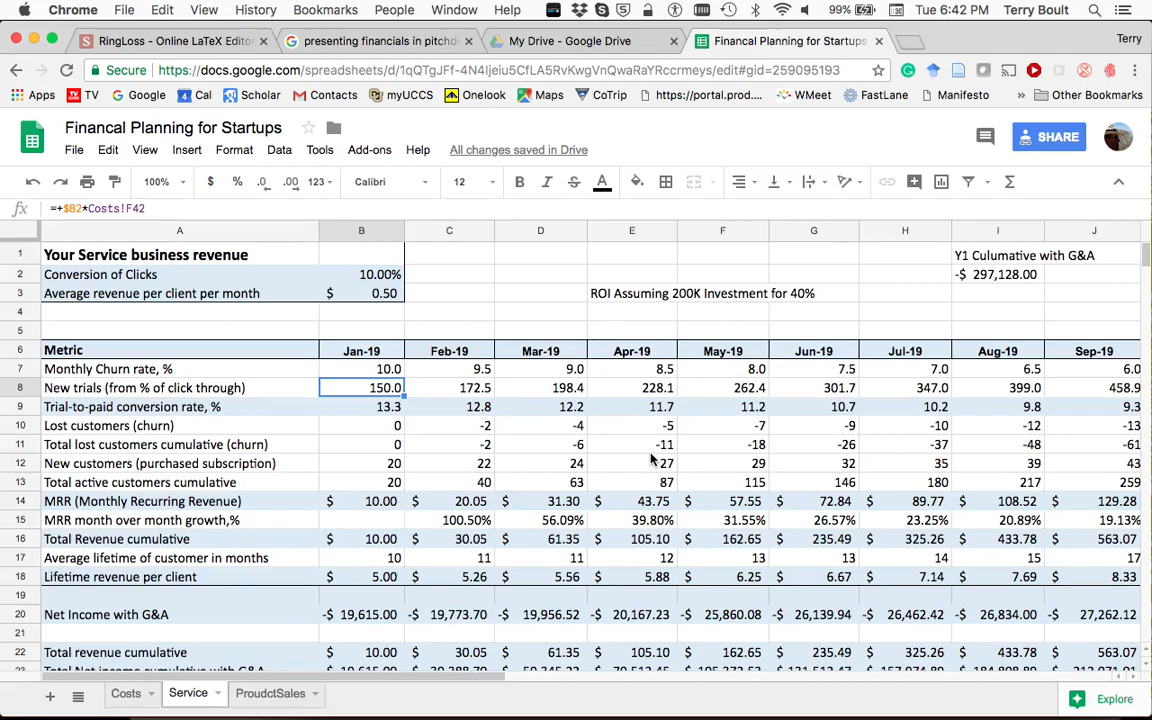 Chrome File Edit View History Bookmarks People Window Help 99% Tue 6:42 PM Terry Boult
RingLoss - Online LaTeX Editor presenting financials in pitchde My Drive - Google Drive Financal Planning for Startups Terry
Secure https://docs.google.com/spreadsheets/d/1qQTgJFf-4N4Ijeiu5CfLA5RvKwgVnQwaRaYRccrmeys/edit#gid=259095193
Apps TV Google Cal Scholar Contacts myUCCS Onelook Maps CoTrip https://portal.prod.... WMeet FastLane Manifesto » Other Bookmarks
Financal Planning for Startups
SHARE
File Edit View Insert Format Data Tools Add-ons Help All changes saved in Drive
100% $ % .0 .00 123 Calibri 12 B I S A Σ
fx =+$B2*Costs!F42
A B C D E F G H I J
1 Your Service business revenue Y1 Culumative with G&A
2 Conversion of Clicks 10.00% -$ 297,128.00
3 Average revenue per client per month $ 0.50 ROI Assuming 200K Investment for 40%
4
5
6 Metric Jan-19 Feb-19 Mar-19 Apr-19 May-19 Jun-19 Jul-19 Aug-19 Sep-19
7 Monthly Churn rate, % 10.0 9.5 9.0 8.5 8.0 7.5 7.0 6.5 6.0
8 New trials (from % of click through) 150.0 172.5 198.4 228.1 262.4 301.7 347.0 399.0 458.9
9 Trial-to-paid conversion rate, % 13.3 12.8 12.2 11.7 11.2 10.7 10.2 9.8 9.3
10 Lost customers (churn) 0 -2 -4 -5 -7 -9 -10 -12 -13
11 Total lost customers cumulative (churn) 0 -2 -6 -11 -18 -26 -37 -48 -61
12 New customers (purchased subscription) 20 22 24 27 29 32 35 39 43
13 Total active customers cumulative 20 40 63 87 115 146 180 217 259
14 MRR (Monthly Recurring Revenue) $ 10.00 $ 20.05 $ 31.30 $ 43.75 $ 57.55 $ 72.84 $ 89.77 $ 108.52 $ 129.28
15 MRR month over month growth,% 100.50% 56.09% 39.80% 31.55% 26.57% 23.25% 20.89% 19.13%
16 Total Revenue cumulative $ 10.00 $ 30.05 $ 61.35 $ 105.10 $ 162.65 $ 235.49 $ 325.26 $ 433.78 $ 563.07
17 Average lifetime of customer in months 10 11 11 12 13 13 14 15 17
18 Lifetime revenue per client $ 5.00 $ 5.26 $ 5.56 $ 5.88 $ 6.25 $ 6.67 $ 7.14 $ 7.69 $ 8.33
19
20 Net Income with G&A -$ 19,615.00 -$ 19,773.70 -$ 19,956.52 -$ 20,167.23 -$ 25,860.08 -$ 26,139.94 -$ 26,462.42 -$ 26,834.00 -$ 27,262.12
21
22 Total revenue cumulative $ 10.00 $ 30.05 $ 61.35 $ 105.10 $ 162.65 $ 235.49 $ 325.26 $ 433.78 $ 563.07
Total Net income cumulative with G&A
Costs Service ProudctSales Explore